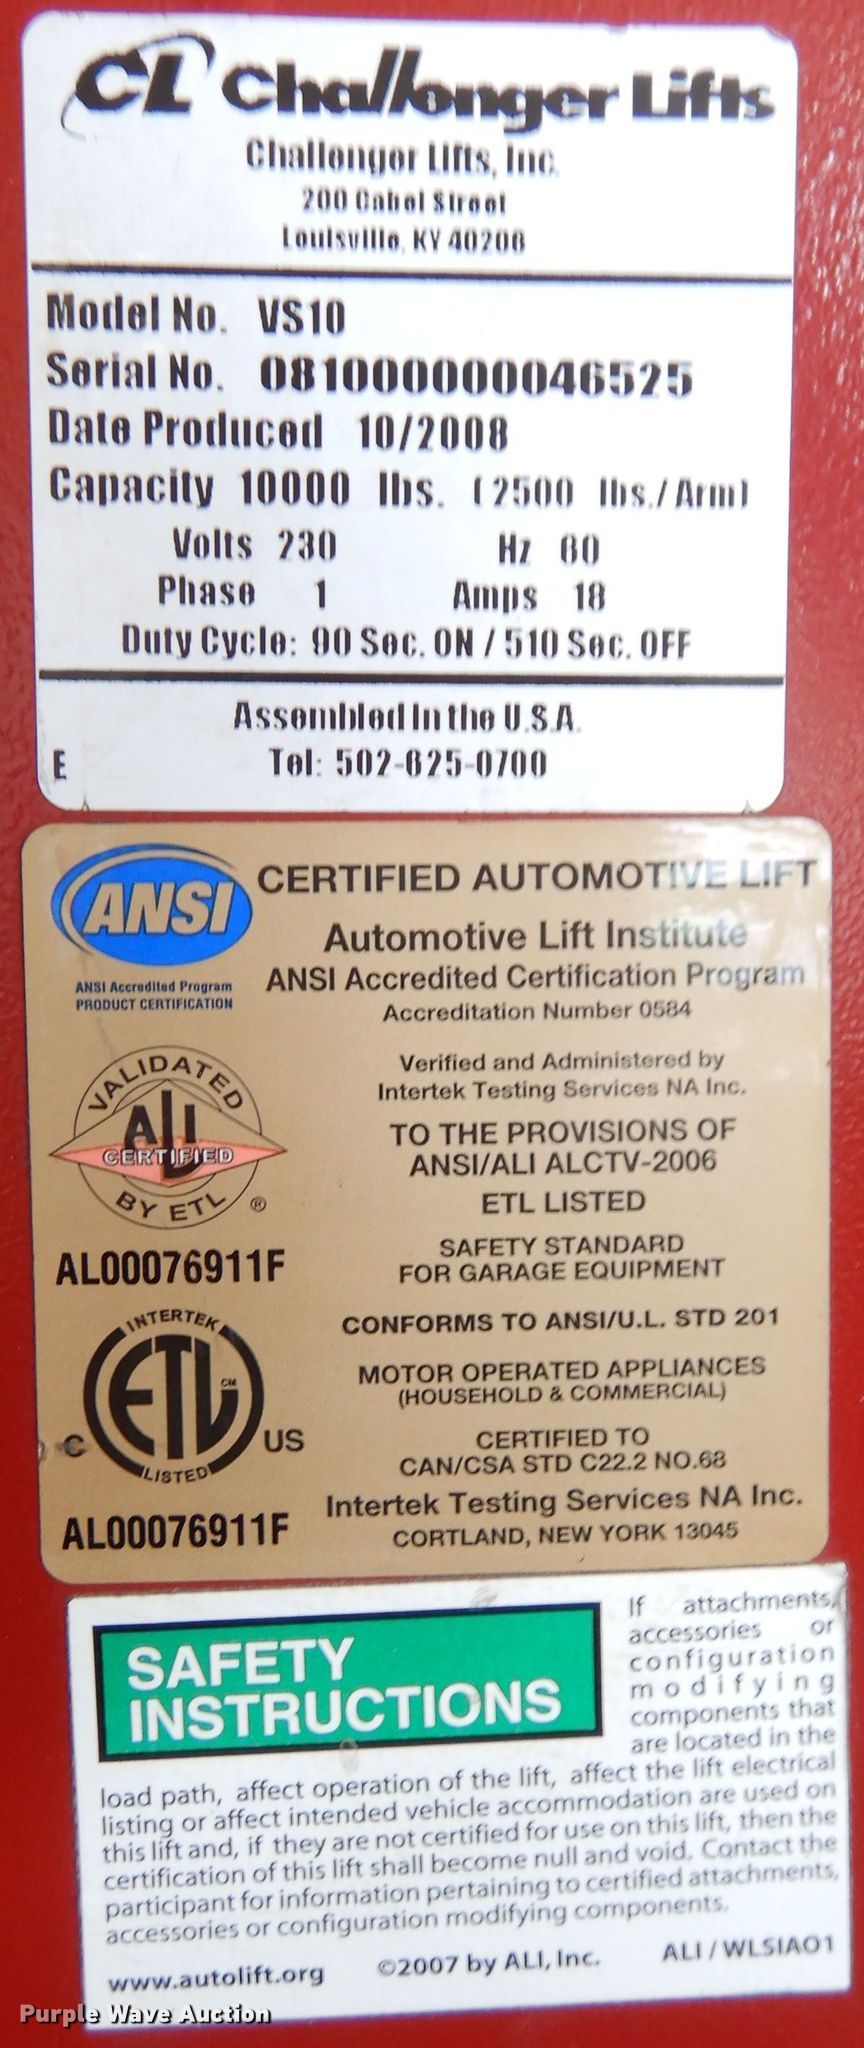 CL Challenger Lifts
Challenger Lifts, Inc.
200 Cabel Street
Louisville, KY 40206
Model No. VS10
Serial No. 0810000000046525
Date Produced 10/2008
Capacity 10000 lbs. (2500 lbs./Arm)
Volts 230 Hz 60
Phase 1 Amps 18
Duty Cycle: 90 Sec. ON / 510 Sec. OFF
Assembled in the U.S.A.
E Tel: 502-625-0700
ANSI
ANSI Accredited Program
PRODUCT CERTIFICATION
CERTIFIED AUTOMOTIVE LIFT
Automotive Lift Institute
ANSI Accredited Certification Program
Accreditation Number 0584
VALIDATED
ALI
CERTIFIED
BY ETL ®
AL00076911F
Verified and Administered by
Intertek Testing Services NA Inc.
TO THE PROVISIONS OF
ANSI/ALI ALCTV-2006
ETL LISTED
SAFETY STANDARD
FOR GARAGE EQUIPMENT
INTERTEK
ETL CM
C US
LISTED
AL00076911F
CONFORMS TO ANSI/U.L. STD 201
MOTOR OPERATED APPLIANCES
(HOUSEHOLD & COMMERCIAL)
CERTIFIED TO
CAN/CSA STD C22.2 NO.68
Intertek Testing Services NA Inc.
CORTLAND, NEW YORK 13045
SAFETY
INSTRUCTIONS
If attachments,
accessories or
configuration
modifying
components that
are located in the
load path, affect operation of the lift, affect the lift electrical
listing or affect intended vehicle accommodation are used on
this lift and, if they are not certified for use on this lift, then the
certification of this lift shall become null and void. Contact the
participant for information pertaining to certified attachments,
accessories or configuration modifying components.
www.autolift.org ©2007 by ALI, Inc. ALI / WLSIA01
Purple Wave Auction